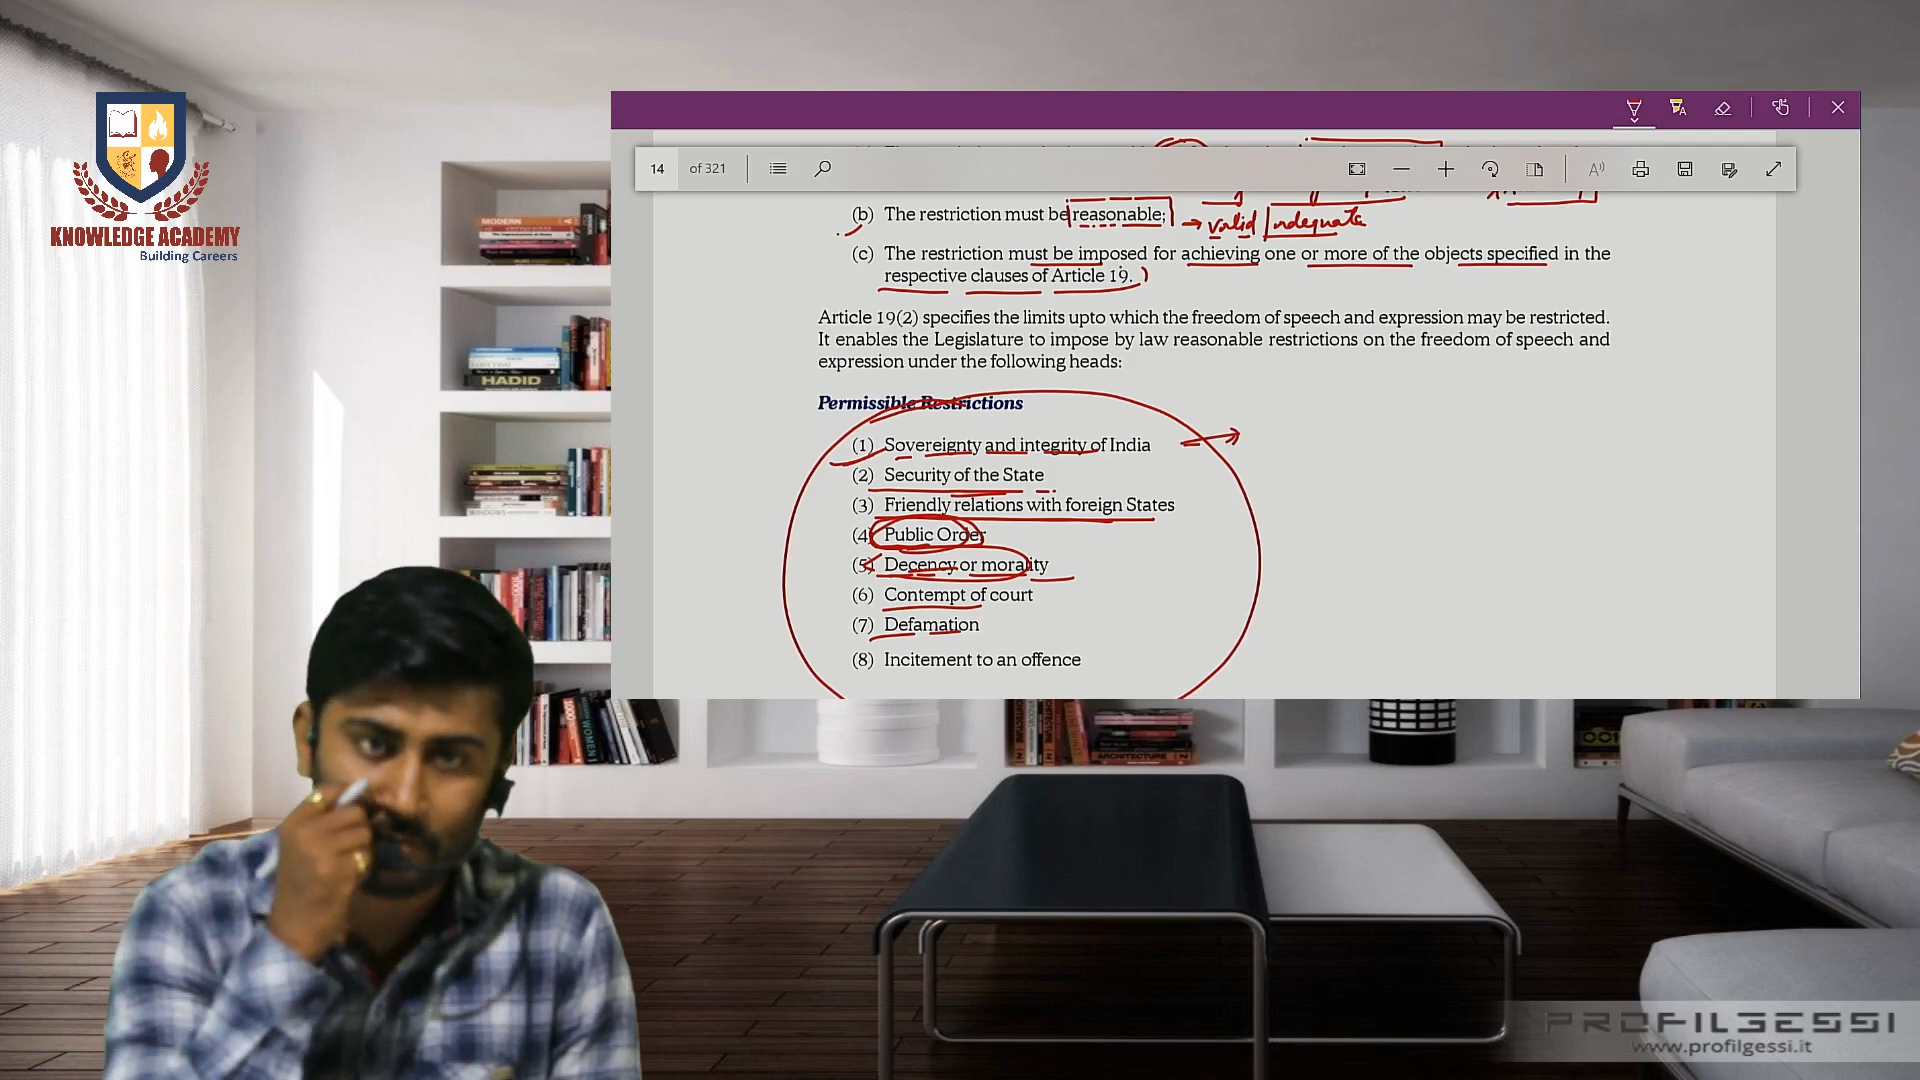 KNOWLEDGE ACADEMY
Building Careers
14 of 321
(b) The restriction must be reasonable; → valid / adequate
(c) The restriction must be imposed for achieving one or more of the objects specified in the
respective clauses of Article 19.
Article 19(2) specifies the limits upto which the freedom of speech and expression may be restricted.
It enables the Legislature to impose by law reasonable restrictions on the freedom of speech and
expression under the following heads:
Permissible Restrictions
(1) Sovereignty and integrity of India
(2) Security of the State
(3) Friendly relations with foreign States
(4) Public Order
(5) Decency or morality
(6) Contempt of court
(7) Defamation
(8) Incitement to an offence
MODERN
HADID
1000
WOMEN
ARCHITECTURE
PROFILGESSI
www.profilgessi.it